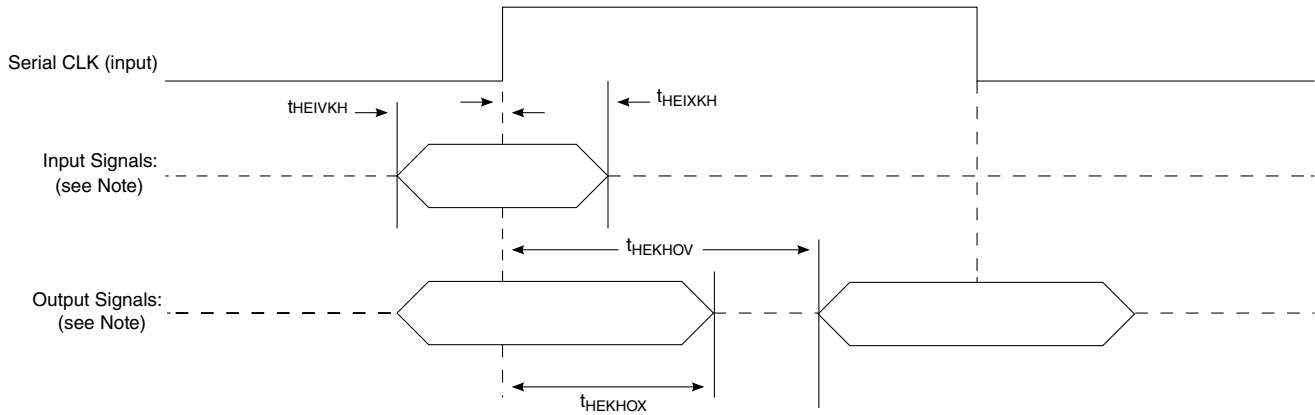 Serial CLK (input)
tHEIVKH
tHEIXKH
Input Signals:
(see Note)
tHEKHOV
Output Signals:
(see Note)
tHEKHOX